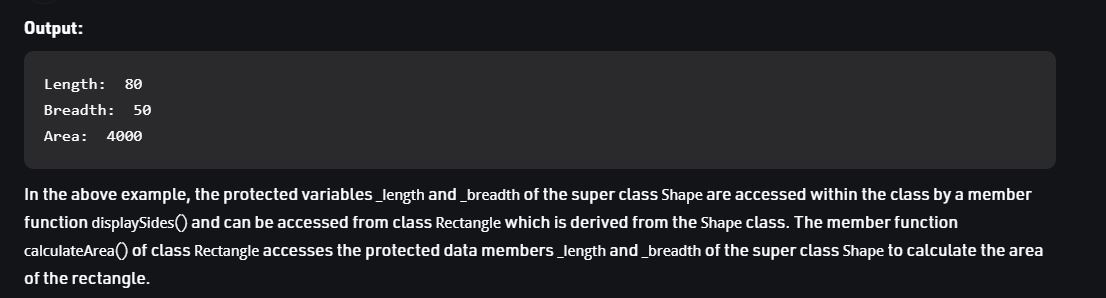 Output:
Length:  80
Breadth:  50
Area:  4000
In the above example, the protected variables _length and _breadth of the super class Shape are accessed within the class by a member
function displaySides() and can be accessed from class Rectangle which is derived from the Shape class. The member function
calculateArea() of class Rectangle accesses the protected data members _length and _breadth of the super class Shape to calculate the area
of the rectangle.